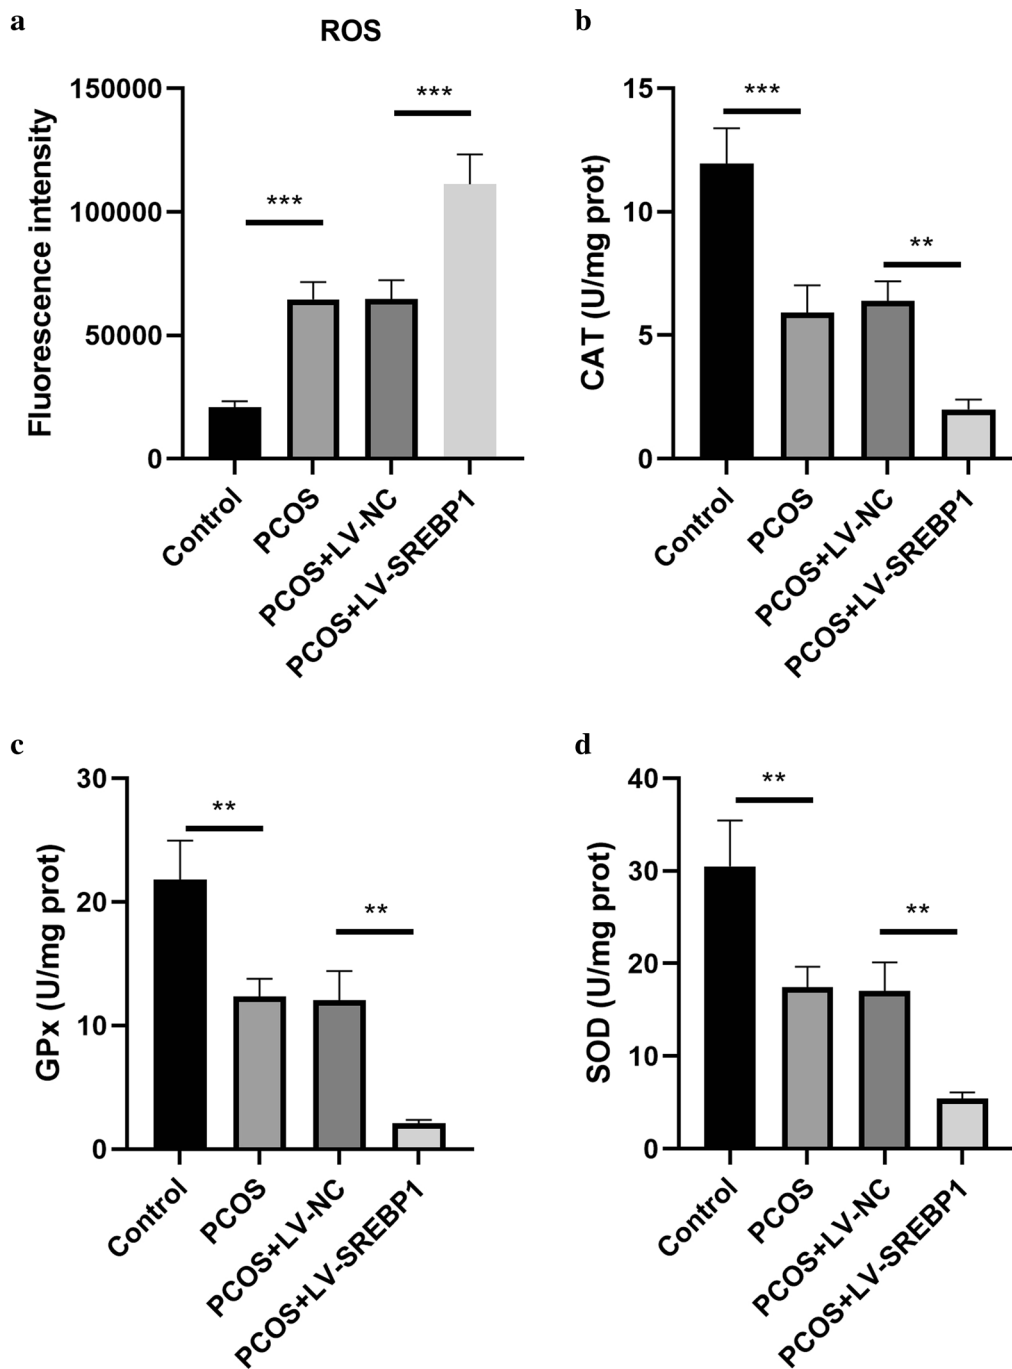 a
ROS
Fluorescence intensity
150000
100000
50000
0
***
***
Control
PCOS
PCOS+LV-NC
PCOS+LV-SREBP1
b
CAT (U/mg prot)
15
10
5
0
***
**
Control
PCOS
PCOS+LV-NC
PCOS+LV-SREBP1
c
GPx (U/mg prot)
30
20
10
0
**
**
Control
PCOS
PCOS+LV-NC
PCOS+LV-SREBP1
d
SOD (U/mg prot)
40
30
20
10
0
**
**
Control
PCOS
PCOS+LV-NC
PCOS+LV-SREBP1